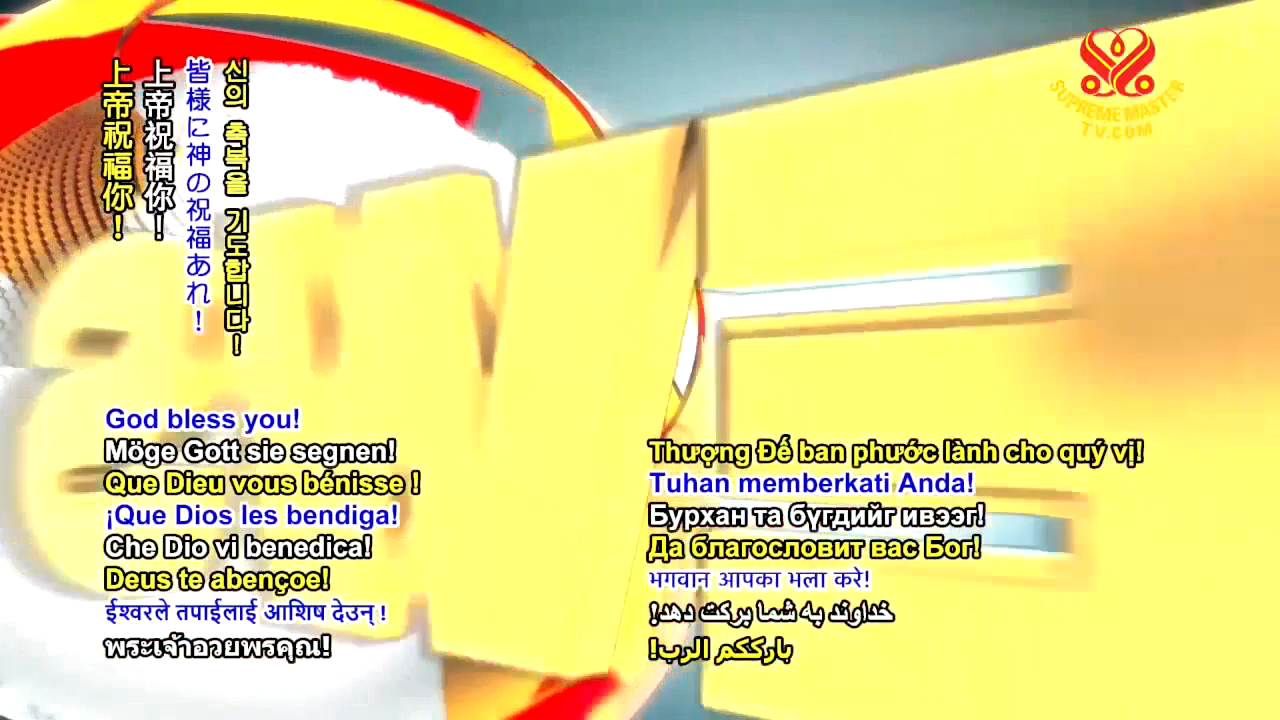 上帝祝福你！
上帝祝福你！
皆様に神の祝福あれ！
신의 축복을 기도합니다!
SUPREME MASTER
TV.COM
God bless you!
Möge Gott sie segnen!
Que Dieu vous bénisse !
¡Que Dios les bendiga!
Che Dio vi benedica!
Deus te abençoe!
ईश्वरले तपाईलाई आशिष देउन् !
พระเจ้าอวยพรคุณ!
Thượng Đế ban phước lành cho quý vị!
Tuhan memberkati Anda!
Бурхан та бүгдийг ивээг!
Да благословит вас Бог!
भगवान आपका भला करे!
خداوند به شما برکت دهد!
بارككم الرب!